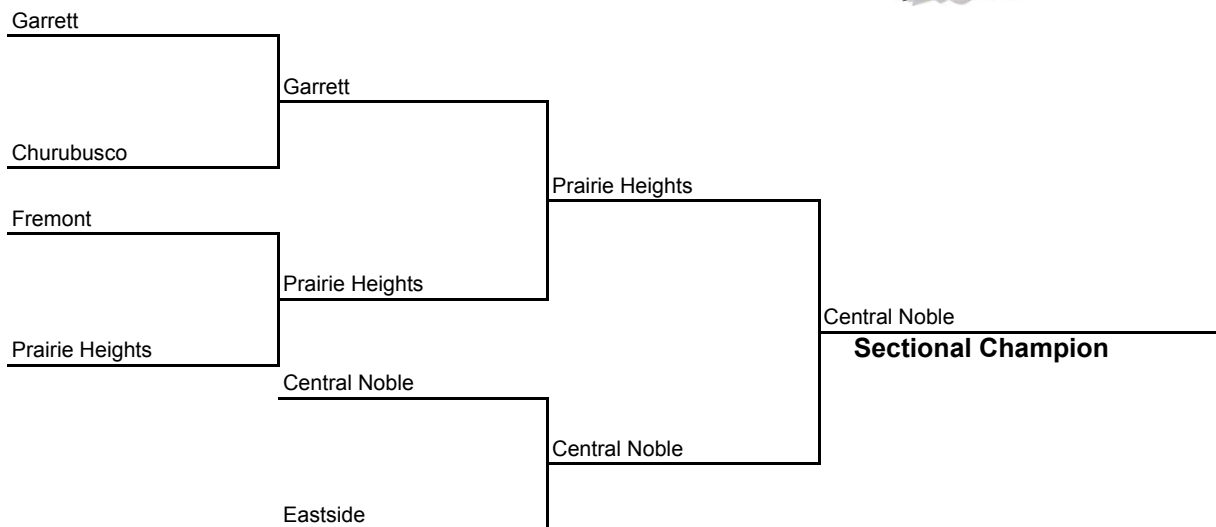 Garrett
Garrett
Churubusco
Prairie Heights
Fremont
Prairie Heights
Central Noble
Prairie Heights
Sectional Champion
Central Noble
Central Noble
Eastside